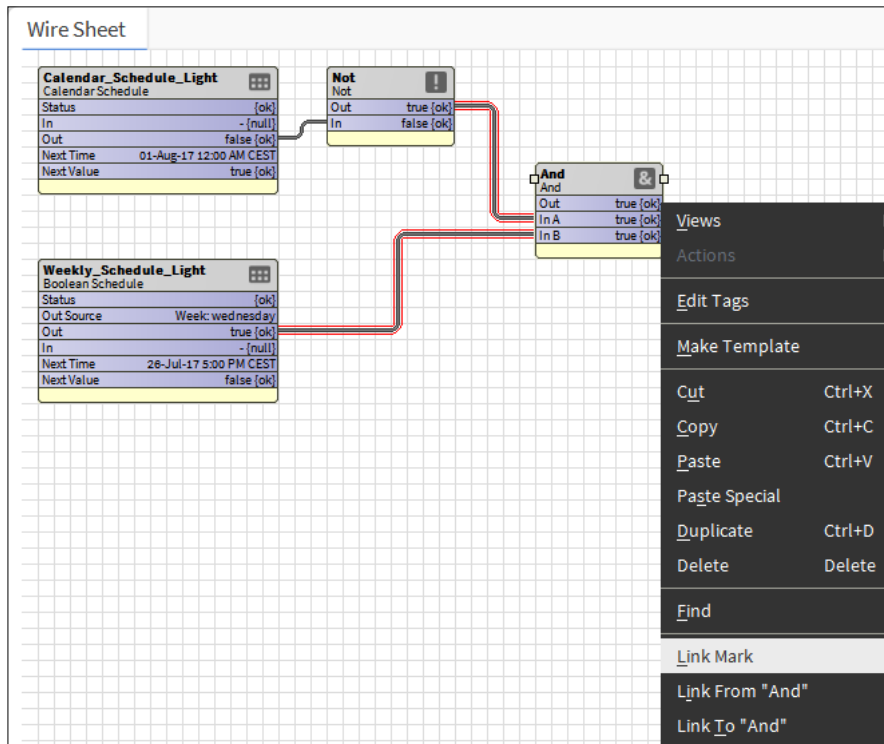 Wire Sheet
Calendar_Schedule_Light
Calendar Schedule
Status {ok}
In - {null}
Out false {ok}
Next Time 01-Aug-17 12:00 AM CEST
Next Value true {ok}
Not
Not
Out true {ok}
In false {ok}
And
And
&
Out true {ok}
In A true {ok}
In B true {ok}
Weekly_Schedule_Light
Boolean Schedule
Status {ok}
Out Source Week: wednesday
Out true {ok}
In - {null}
Next Time 26-Jul-17 5:00 PM CEST
Next Value false {ok}
Views
Actions
Edit Tags
Make Template
Cut Ctrl+X
Copy Ctrl+C
Paste Ctrl+V
Paste Special
Duplicate Ctrl+D
Delete Delete
Find
Link Mark
Link From "And"
Link To "And"